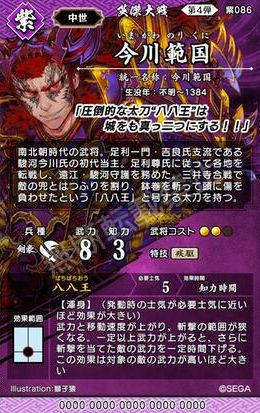 紫
中世
英傑大戦
第4弾
紫086
いまがわ のりくに
今川範国
統一名称：今川範国
生没年：不明～1384
「圧倒的な太刀“八八王”は
城をも真っ二つにする！！」
南北朝時代の武将。足利一門・吉良氏支流である
駿河今川氏の初代当主。足利尊氏に従って各地を
転戦し、遠江・駿河守護を務めた。三井寺合戦で
敵の兜とはつぶりを割り、鉢巻を斬って頭に傷を
負わせたという「八八王」と号する太刀を持つ。
兵種
剣豪
武力
8
知力
3
武将コスト
特技
疾駆
ぱちぱちおう
八八王
必要士気
5
効果時間
知力時間
効果範囲
【渾身】（発動時の士気が必要士気に近い
ほど効果が大きい）
武力と移動速度が上がり、斬撃の範囲が狭
くなる。一定以上武力が上がると、さらに
斬撃を当てた敵の武力を一定時間下げる。
この効果は対象の敵の武力が高いほど大き
い
Illustration:獅子猿
©SEGA
0000 0000 0000 0000 0000